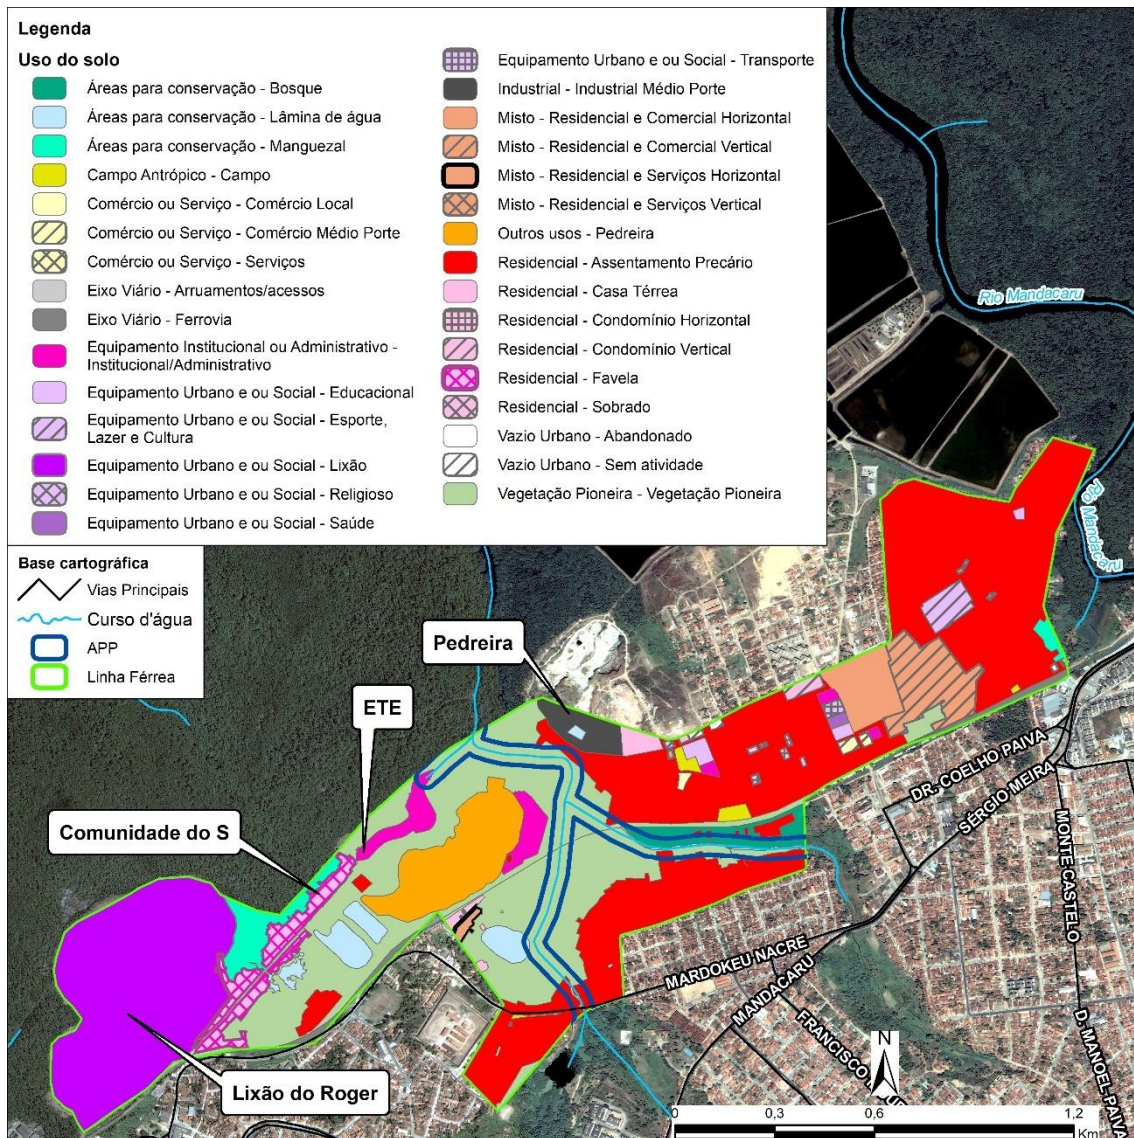 Legenda
Uso do solo
Áreas para conservação - Bosque
Áreas para conservação - Lâmina de água
Áreas para conservação - Manguezal
Campo Antrópico - Campo
Comércio ou Serviço - Comércio Local
Comércio ou Serviço - Comércio Médio Porte
Comércio ou Serviço - Serviços
Eixo Viário - Arruamentos/acessos
Eixo Viário - Ferrovia
Equipamento Institucional ou Administrativo -
Institucional/Administrativo
Equipamento Urbano e ou Social - Educacional
Equipamento Urbano e ou Social - Esporte,
Lazer e Cultura
Equipamento Urbano e ou Social - Lixão
Equipamento Urbano e ou Social - Religioso
Equipamento Urbano e ou Social - Saúde
Equipamento Urbano e ou Social - Transporte
Industrial - Industrial Médio Porte
Misto - Residencial e Comercial Horizontal
Misto - Residencial e Comercial Vertical
Misto - Residencial e Serviços Horizontal
Misto - Residencial e Serviços Vertical
Outros usos - Pedreira
Residencial - Assentamento Precário
Residencial - Casa Térrea
Residencial - Condomínio Horizontal
Residencial - Condomínio Vertical
Residencial - Favela
Residencial - Sobrado
Vazio Urbano - Abandonado
Vazio Urbano - Sem atividade
Vegetação Pioneira - Vegetação Pioneira
Base cartográfica
Vias Principais
Curso d'água
APP
Linha Férrea
Rio Mandacaru
Rio Mandacaru
Pedreira
ETE
Comunidade do S
Lixão do Roger
DR. COELHO PAIVA
SÉRGIO MEIRA
MONTE CASTELO
MARDOKEU NACRE
MANDACARU
FRANCISCO
D. MANOEL PAIVA
N
0 0,3 0,6 1,2
Km